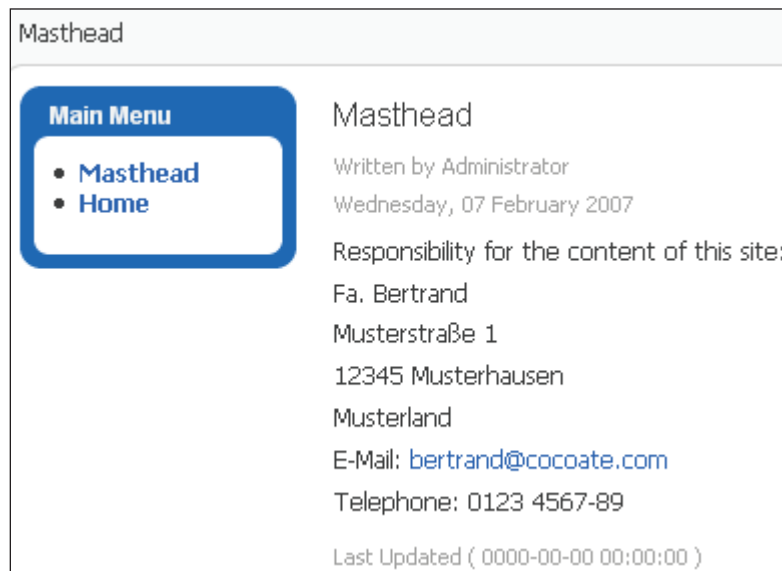 Masthead
Main Menu
Masthead
Home
Masthead
Written by Administrator
Wednesday, 07 February 2007
Responsibility for the content of this site:
Fa. Bertrand
Musterstraße 1
12345 Musterhausen
Musterland
E-Mail: bertrand@cocoate.com
Telephone: 0123 4567-89
Last Updated ( 0000-00-00 00:00:00 )